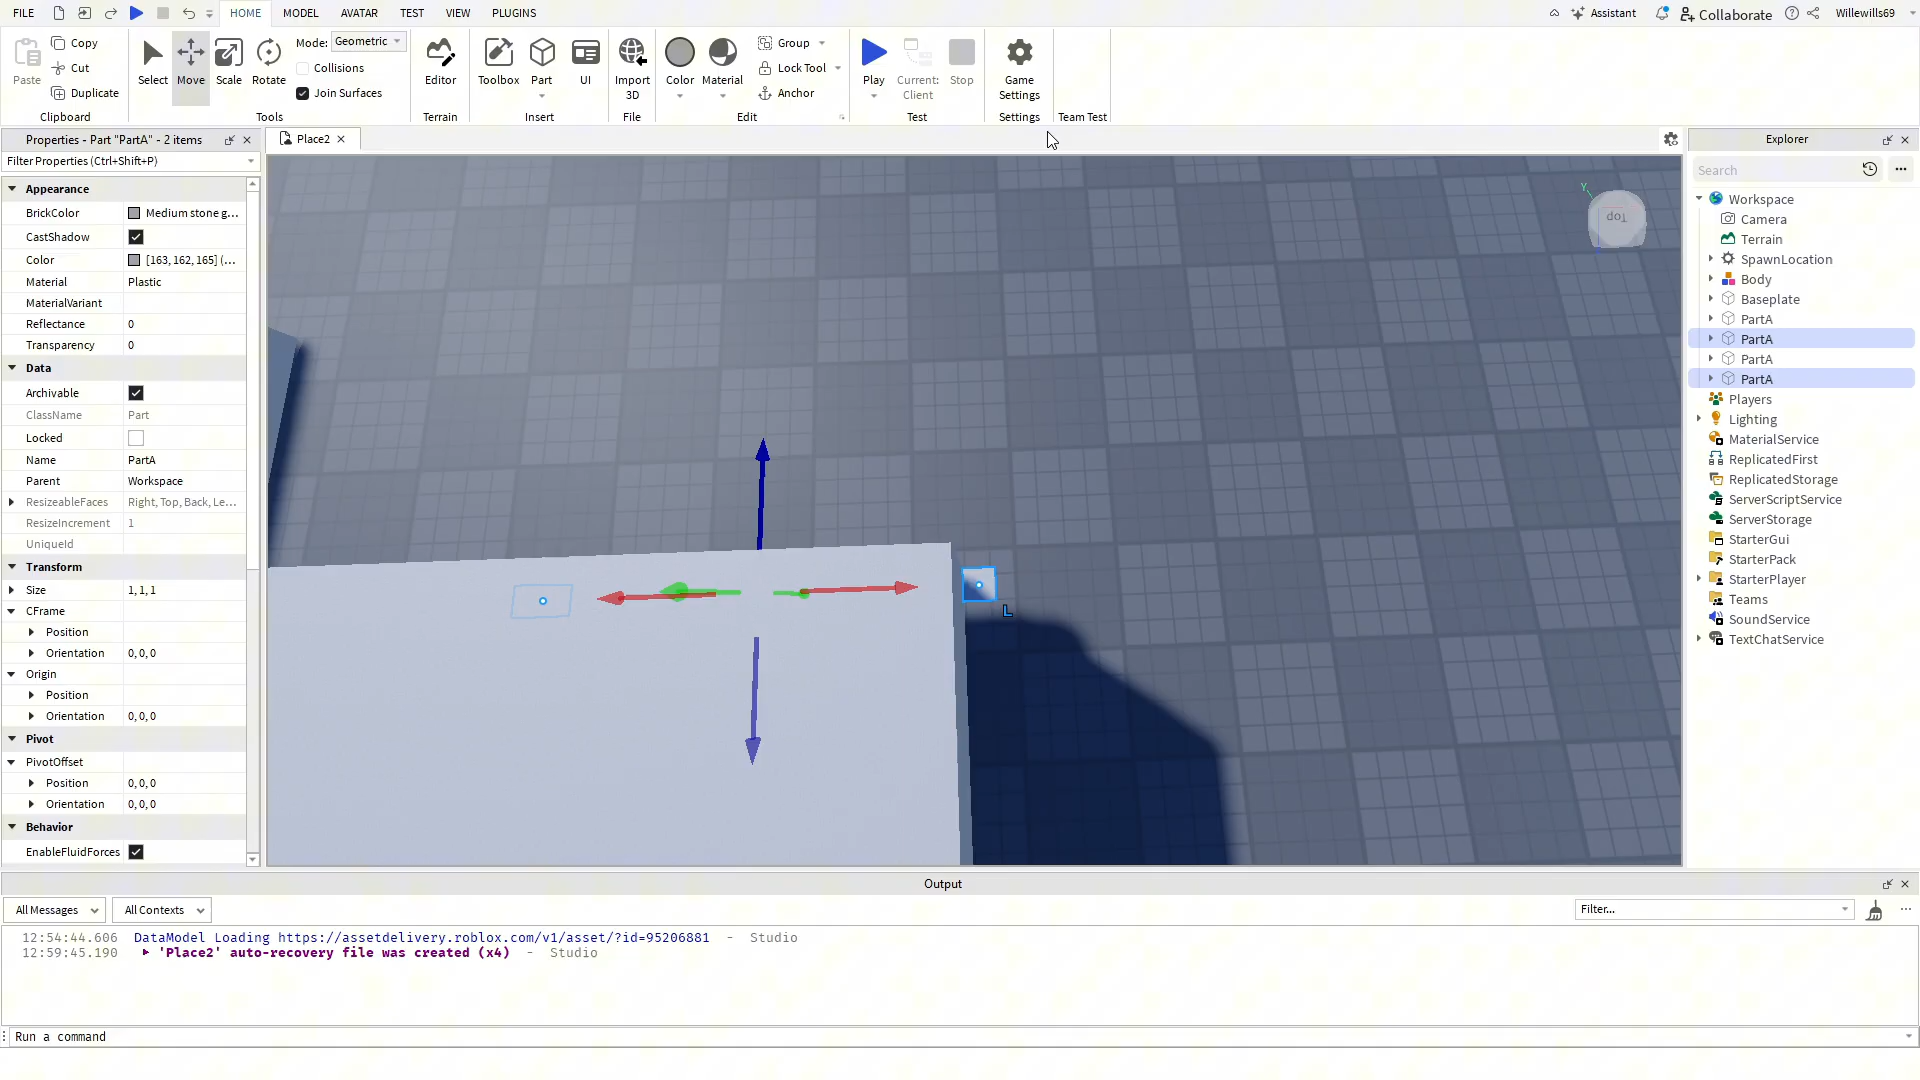 FILE HOME MODEL AVATAR TEST VIEW PLUGINS Assistant Collaborate Willewills69
Paste Copy Cut Duplicate Clipboard
Select Move Scale Rotate Mode: Geometric Collisions Join Surfaces Tools
Editor Terrain
Toolbox Part UI Insert
Import 3D File
Color Material Group Lock Tool Anchor Edit
Play Current: Client Stop Test
Game Settings Settings
Team Test
Properties - Part "PartA" - 2 items
Filter Properties (Ctrl+Shift+P)
Appearance
BrickColor Medium stone g...
CastShadow
Color [163, 162, 165] (...
Material Plastic
MaterialVariant
Reflectance 0
Transparency 0
Data
Archivable
ClassName Part
Locked
Name PartA
Parent Workspace
ResizeableFaces Right, Top, Back, Le...
ResizeIncrement 1
UniqueId
Transform
Size 1, 1, 1
CFrame
Position
Orientation 0, 0, 0
Origin
Position
Orientation 0, 0, 0
Pivot
PivotOffset
Position 0, 0, 0
Orientation 0, 0, 0
Behavior
EnableFluidForces
Place2
Y
Top
L
Explorer
Search
Workspace
Camera
Terrain
SpawnLocation
Body
Baseplate
PartA
PartA
PartA
PartA
Players
Lighting
MaterialService
ReplicatedFirst
ReplicatedStorage
ServerScriptService
ServerStorage
StarterGui
StarterPack
StarterPlayer
Teams
SoundService
TextChatService
Output
All Messages All Contexts Filter...
12:54:44.606 DataModel Loading https://assetdelivery.roblox.com/v1/asset/?id=95206881 - Studio
12:59:45.190 'Place2' auto-recovery file was created (x4) - Studio
Run a command